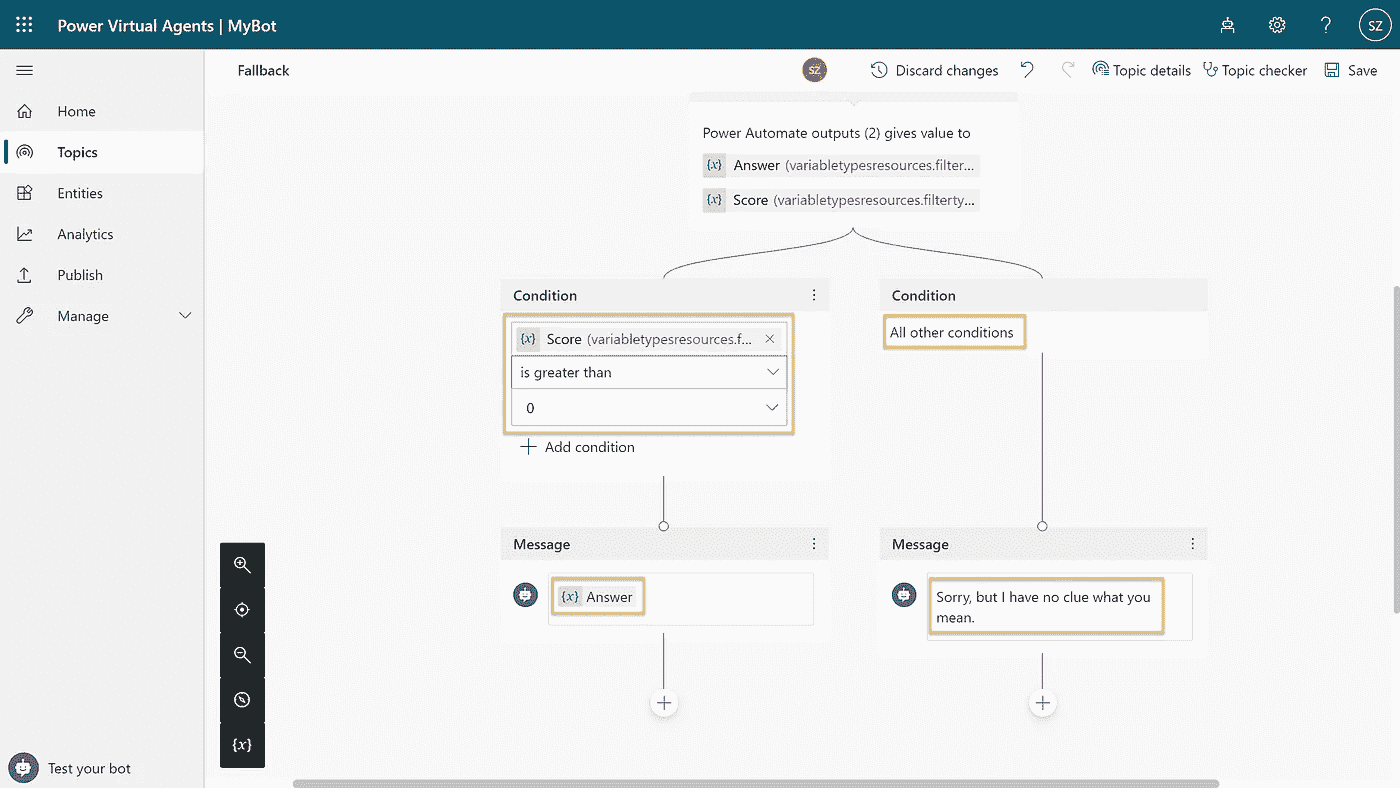 Power Virtual Agents | MyBot
SZ
Fallback
SZ
Discard changes
Topic details
Topic checker
Save
Home
Topics
Entities
Analytics
Publish
Manage
Power Automate outputs (2) gives value to
{x} Answer (variabletypesresources.filter...
{x} Score (variabletypesresources.filterty...
Condition
{x} Score (variabletypesresources.f...
is greater than
0
Add condition
Condition
All other conditions
Message
{x} Answer
Message
Sorry, but I have no clue what you
mean.
{x}
Test your bot